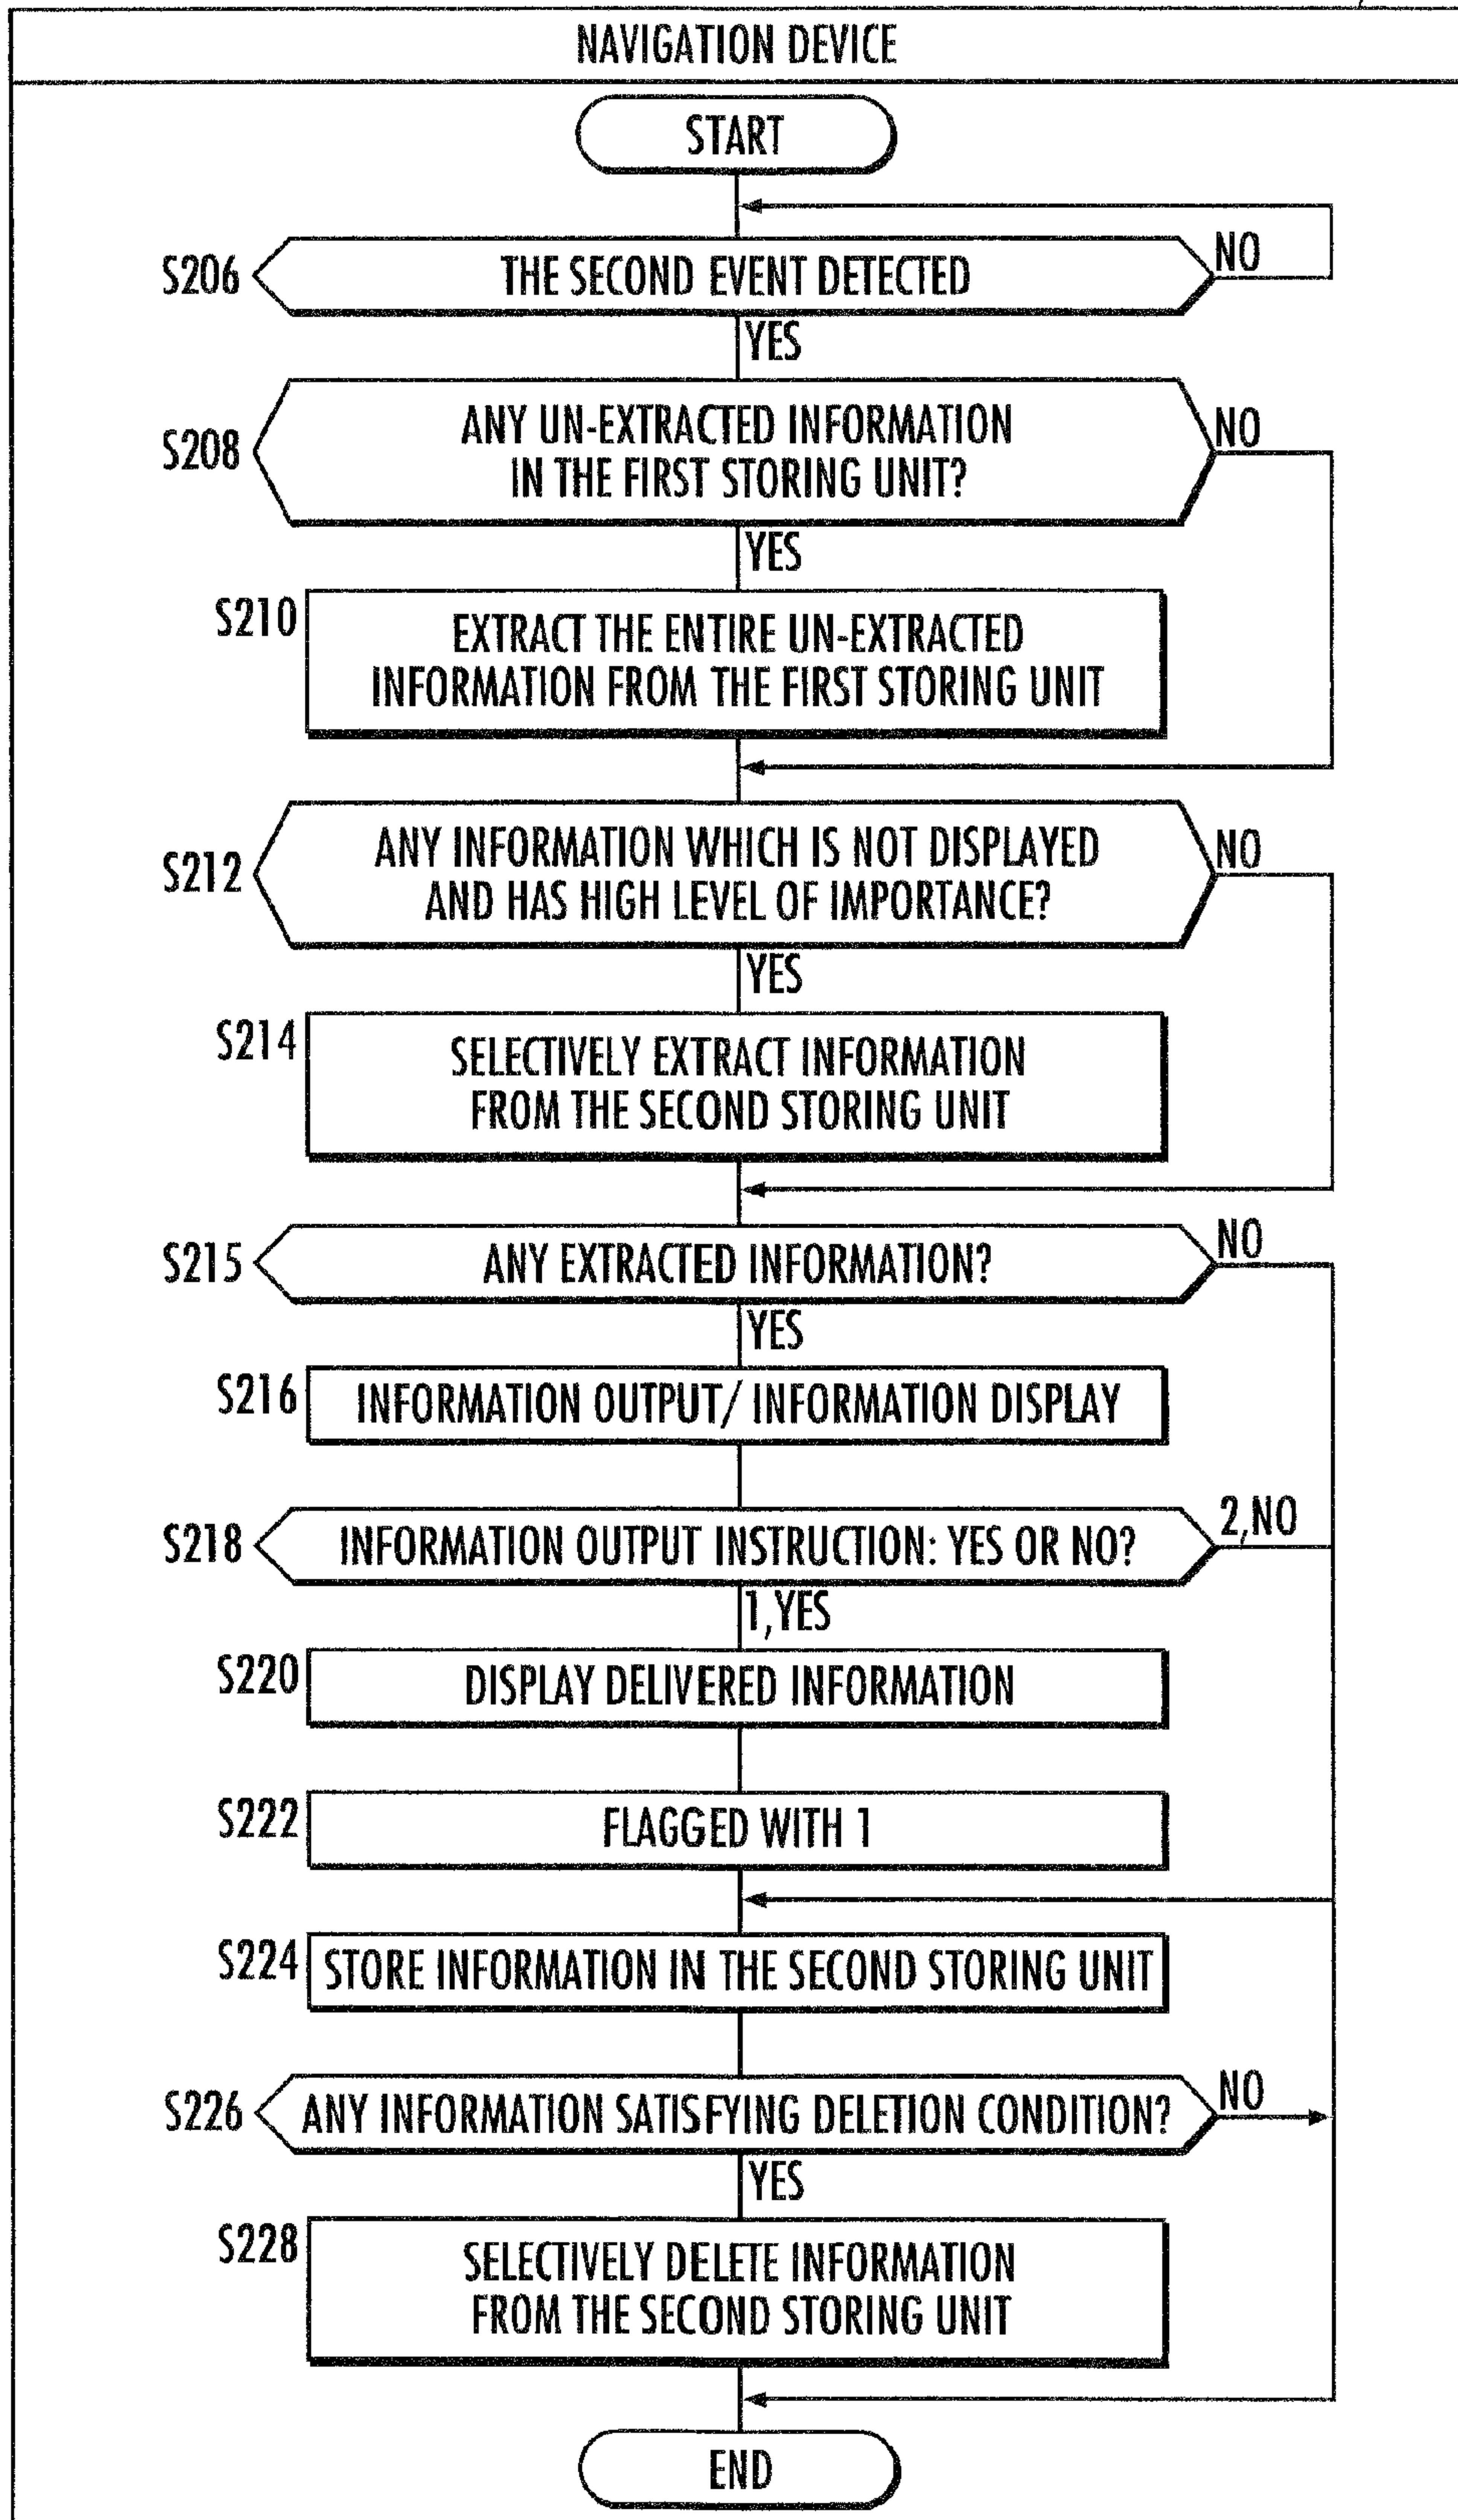 NAVIGATION DEVICE
START
S206
THE SECOND EVENT DETECTED
NO
YES
S208
ANY UN-EXTRACTED INFORMATION
IN THE FIRST STORING UNIT?
NO
YES
S210
EXTRACT THE ENTIRE UN-EXTRACTED
INFORMATION FROM THE FIRST STORING UNIT
S212
ANY INFORMATION WHICH IS NOT DISPLAYED
AND HAS HIGH LEVEL OF IMPORTANCE?
NO
YES
S214
SELECTIVELY EXTRACT INFORMATION
FROM THE SECOND STORING UNIT
S215
ANY EXTRACTED INFORMATION?
NO
YES
S216
INFORMATION OUTPUT/ INFORMATION DISPLAY
S218
INFORMATION OUTPUT INSTRUCTION: YES OR NO?
2,NO
1,YES
S220
DISPLAY DELIVERED INFORMATION
S222
FLAGGED WITH 1
S224
STORE INFORMATION IN THE SECOND STORING UNIT
S226
ANY INFORMATION SATISFYING DELETION CONDITION?
NO
YES
S228
SELECTIVELY DELETE INFORMATION
FROM THE SECOND STORING UNIT
END